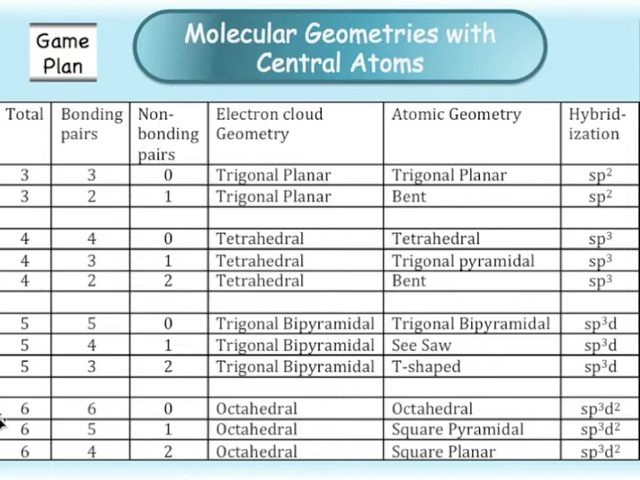 Game
Plan
Molecular Geometries with
Central Atoms
Total Bonding pairs Non-bonding pairs Electron cloud Geometry Atomic Geometry Hybrid-ization
3 3 0 Trigonal Planar Trigonal Planar sp²
3 2 1 Trigonal Planar Bent sp²
4 4 0 Tetrahedral Tetrahedral sp³
4 3 1 Tetrahedral Trigonal pyramidal sp³
4 2 2 Tetrahedral Bent sp³
5 5 0 Trigonal Bipyramidal Trigonal Bipyramidal sp³d
5 4 1 Trigonal Bipyramidal See Saw sp³d
5 3 2 Trigonal Bipyramidal T-shaped sp³d
6 6 0 Octahedral Octahedral sp³d²
6 5 1 Octahedral Square Pyramidal sp³d²
6 4 2 Octahedral Square Planar sp³d²